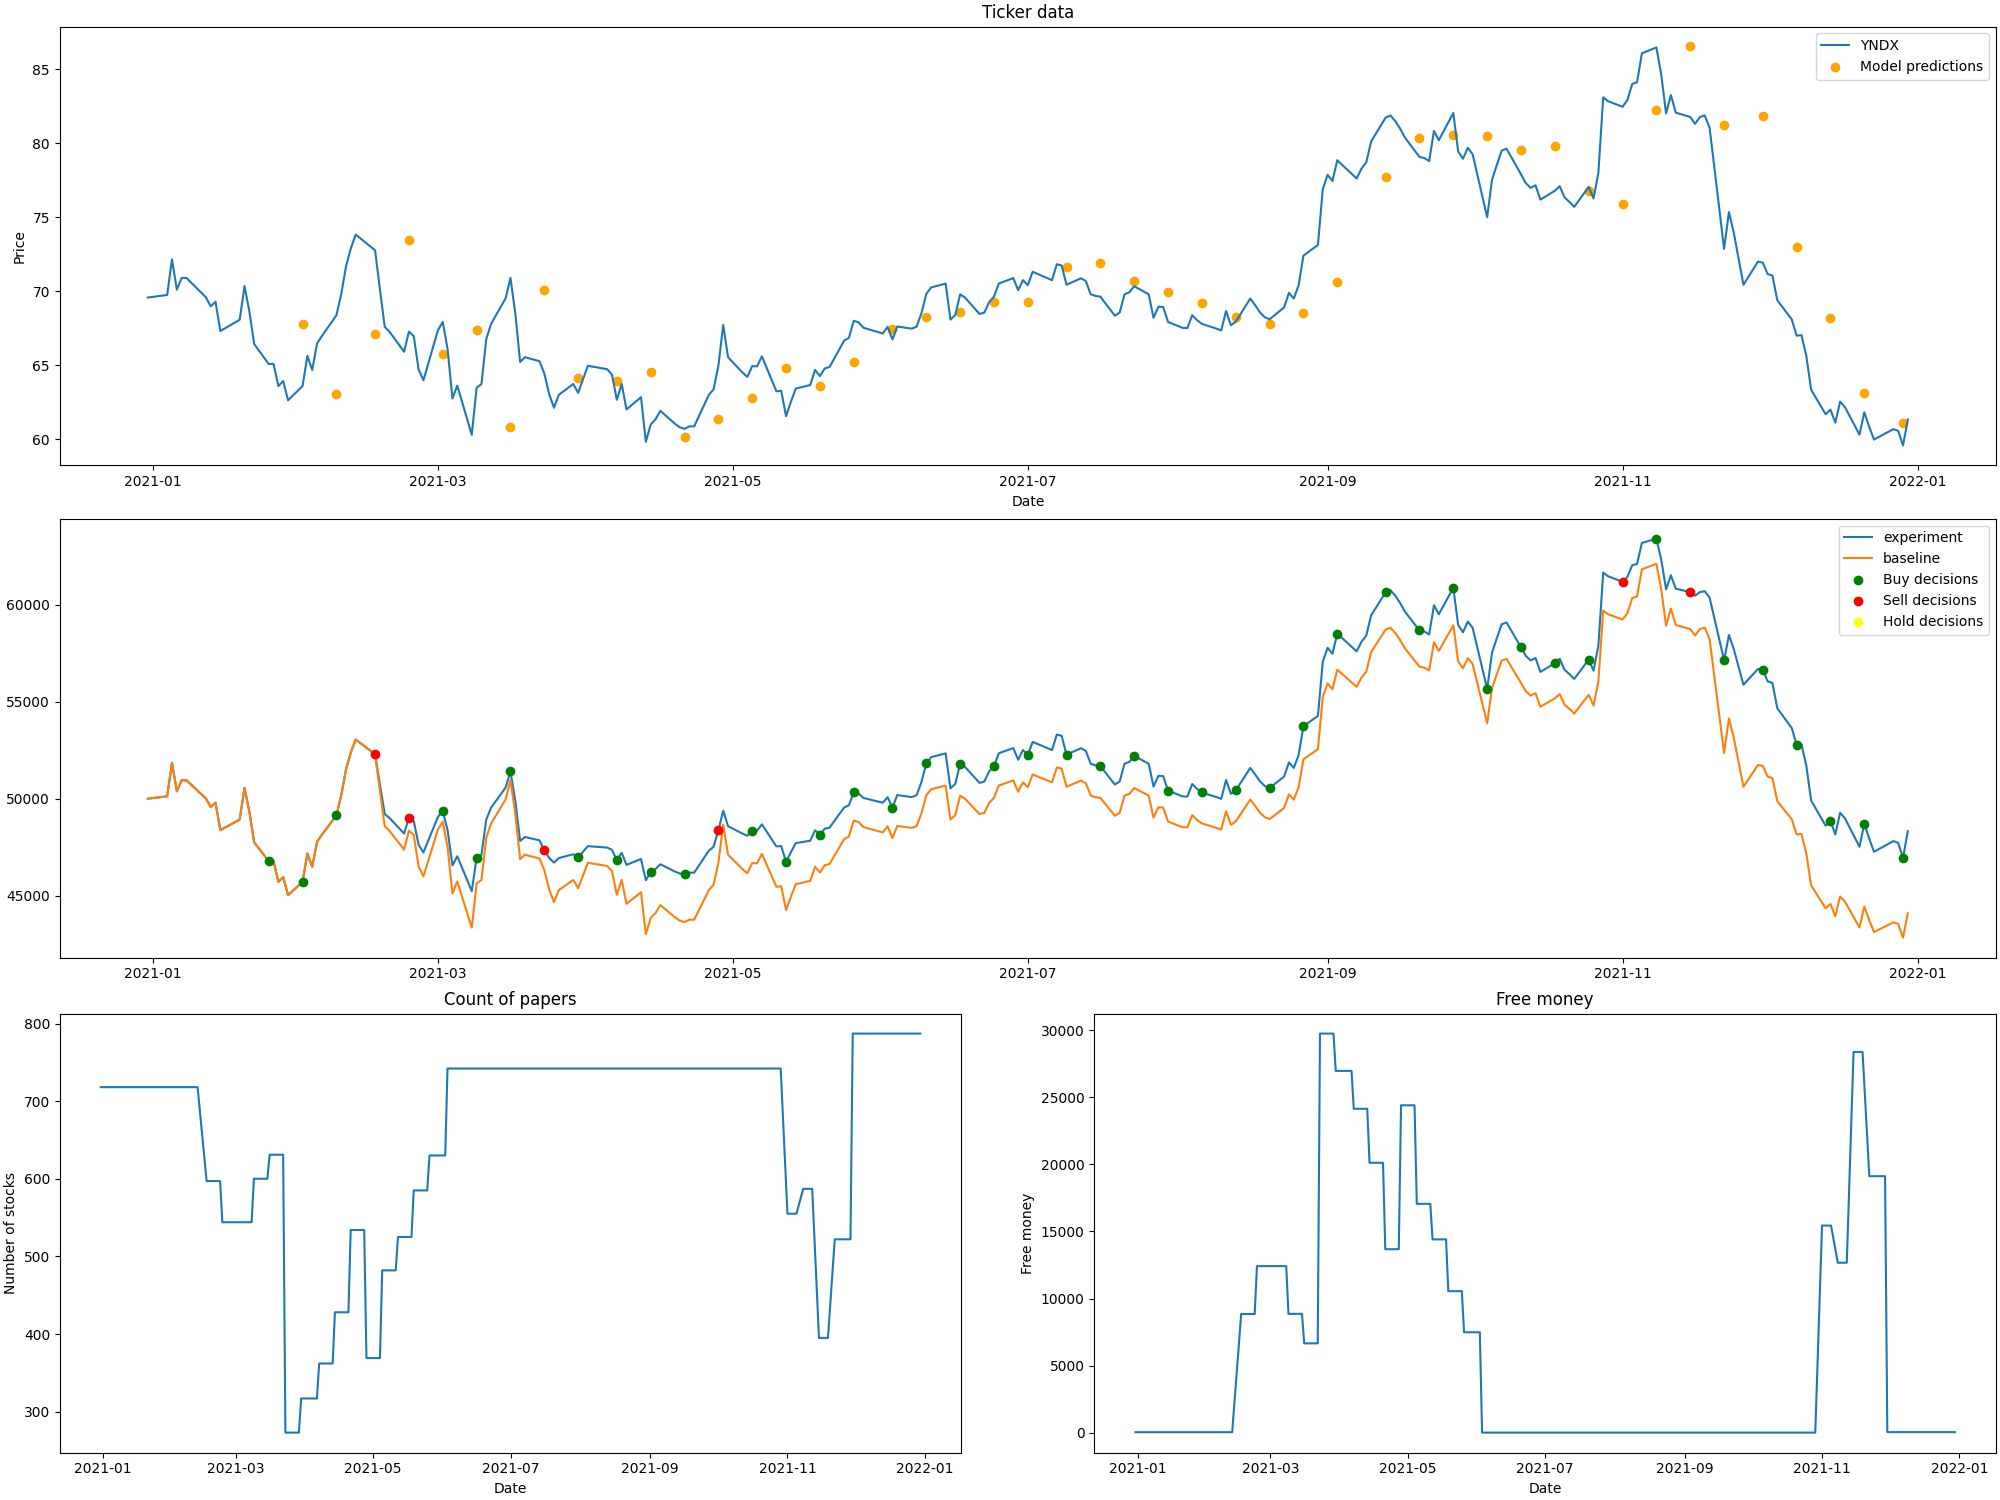 Ticker data
YNDX
Model predictions
85
80
75
70
65
60
Price
2021-01 2021-03 2021-05 2021-07 2021-09 2021-11 2022-01
Date
experiment
baseline
Buy decisions
Sell decisions
Hold decisions
60000
55000
50000
45000
2021-01 2021-03 2021-05 2021-07 2021-09 2021-11 2022-01
Count of papers
800
700
600
500
400
300
Number of stocks
2021-01 2021-03 2021-05 2021-07 2021-09 2021-11 2022-01
Date
Free money
30000
25000
20000
15000
10000
5000
0
Free money
2021-01 2021-03 2021-05 2021-07 2021-09 2021-11 2022-01
Date